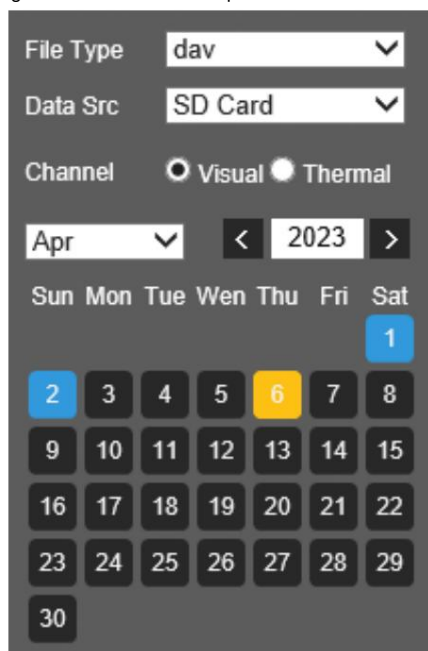 File Type dav
Data Src SD Card
Channel Visual Thermal
Apr < 2023 >
Sun Mon Tue Wen Thu Fri Sat
1
2 3 4 5 6 7 8
9 10 11 12 13 14 15
16 17 18 19 20 21 22
23 24 25 26 27 28 29
30